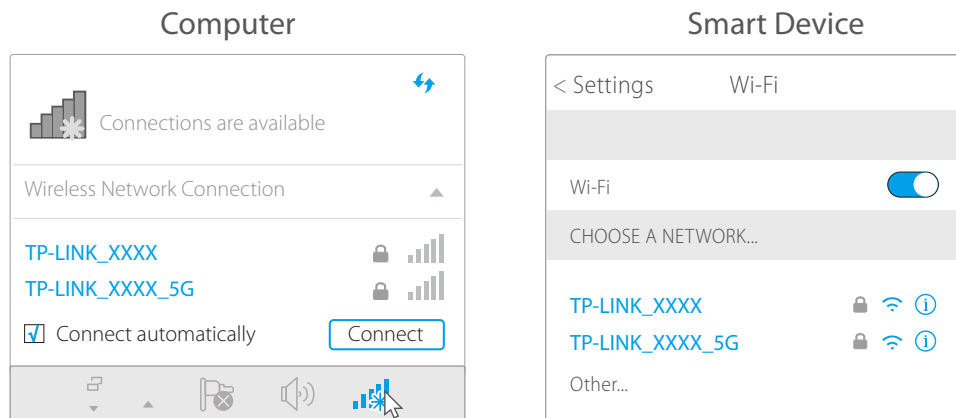 Computer
Connections are available
Wireless Network Connection
TP-LINK_XXXX
TP-LINK_XXXX_5G
Connect automatically
Connect
Smart Device
< Settings
Wi-Fi
Wi-Fi
CHOOSE A NETWORK...
TP-LINK_XXXX
TP-LINK_XXXX_5G
Other...